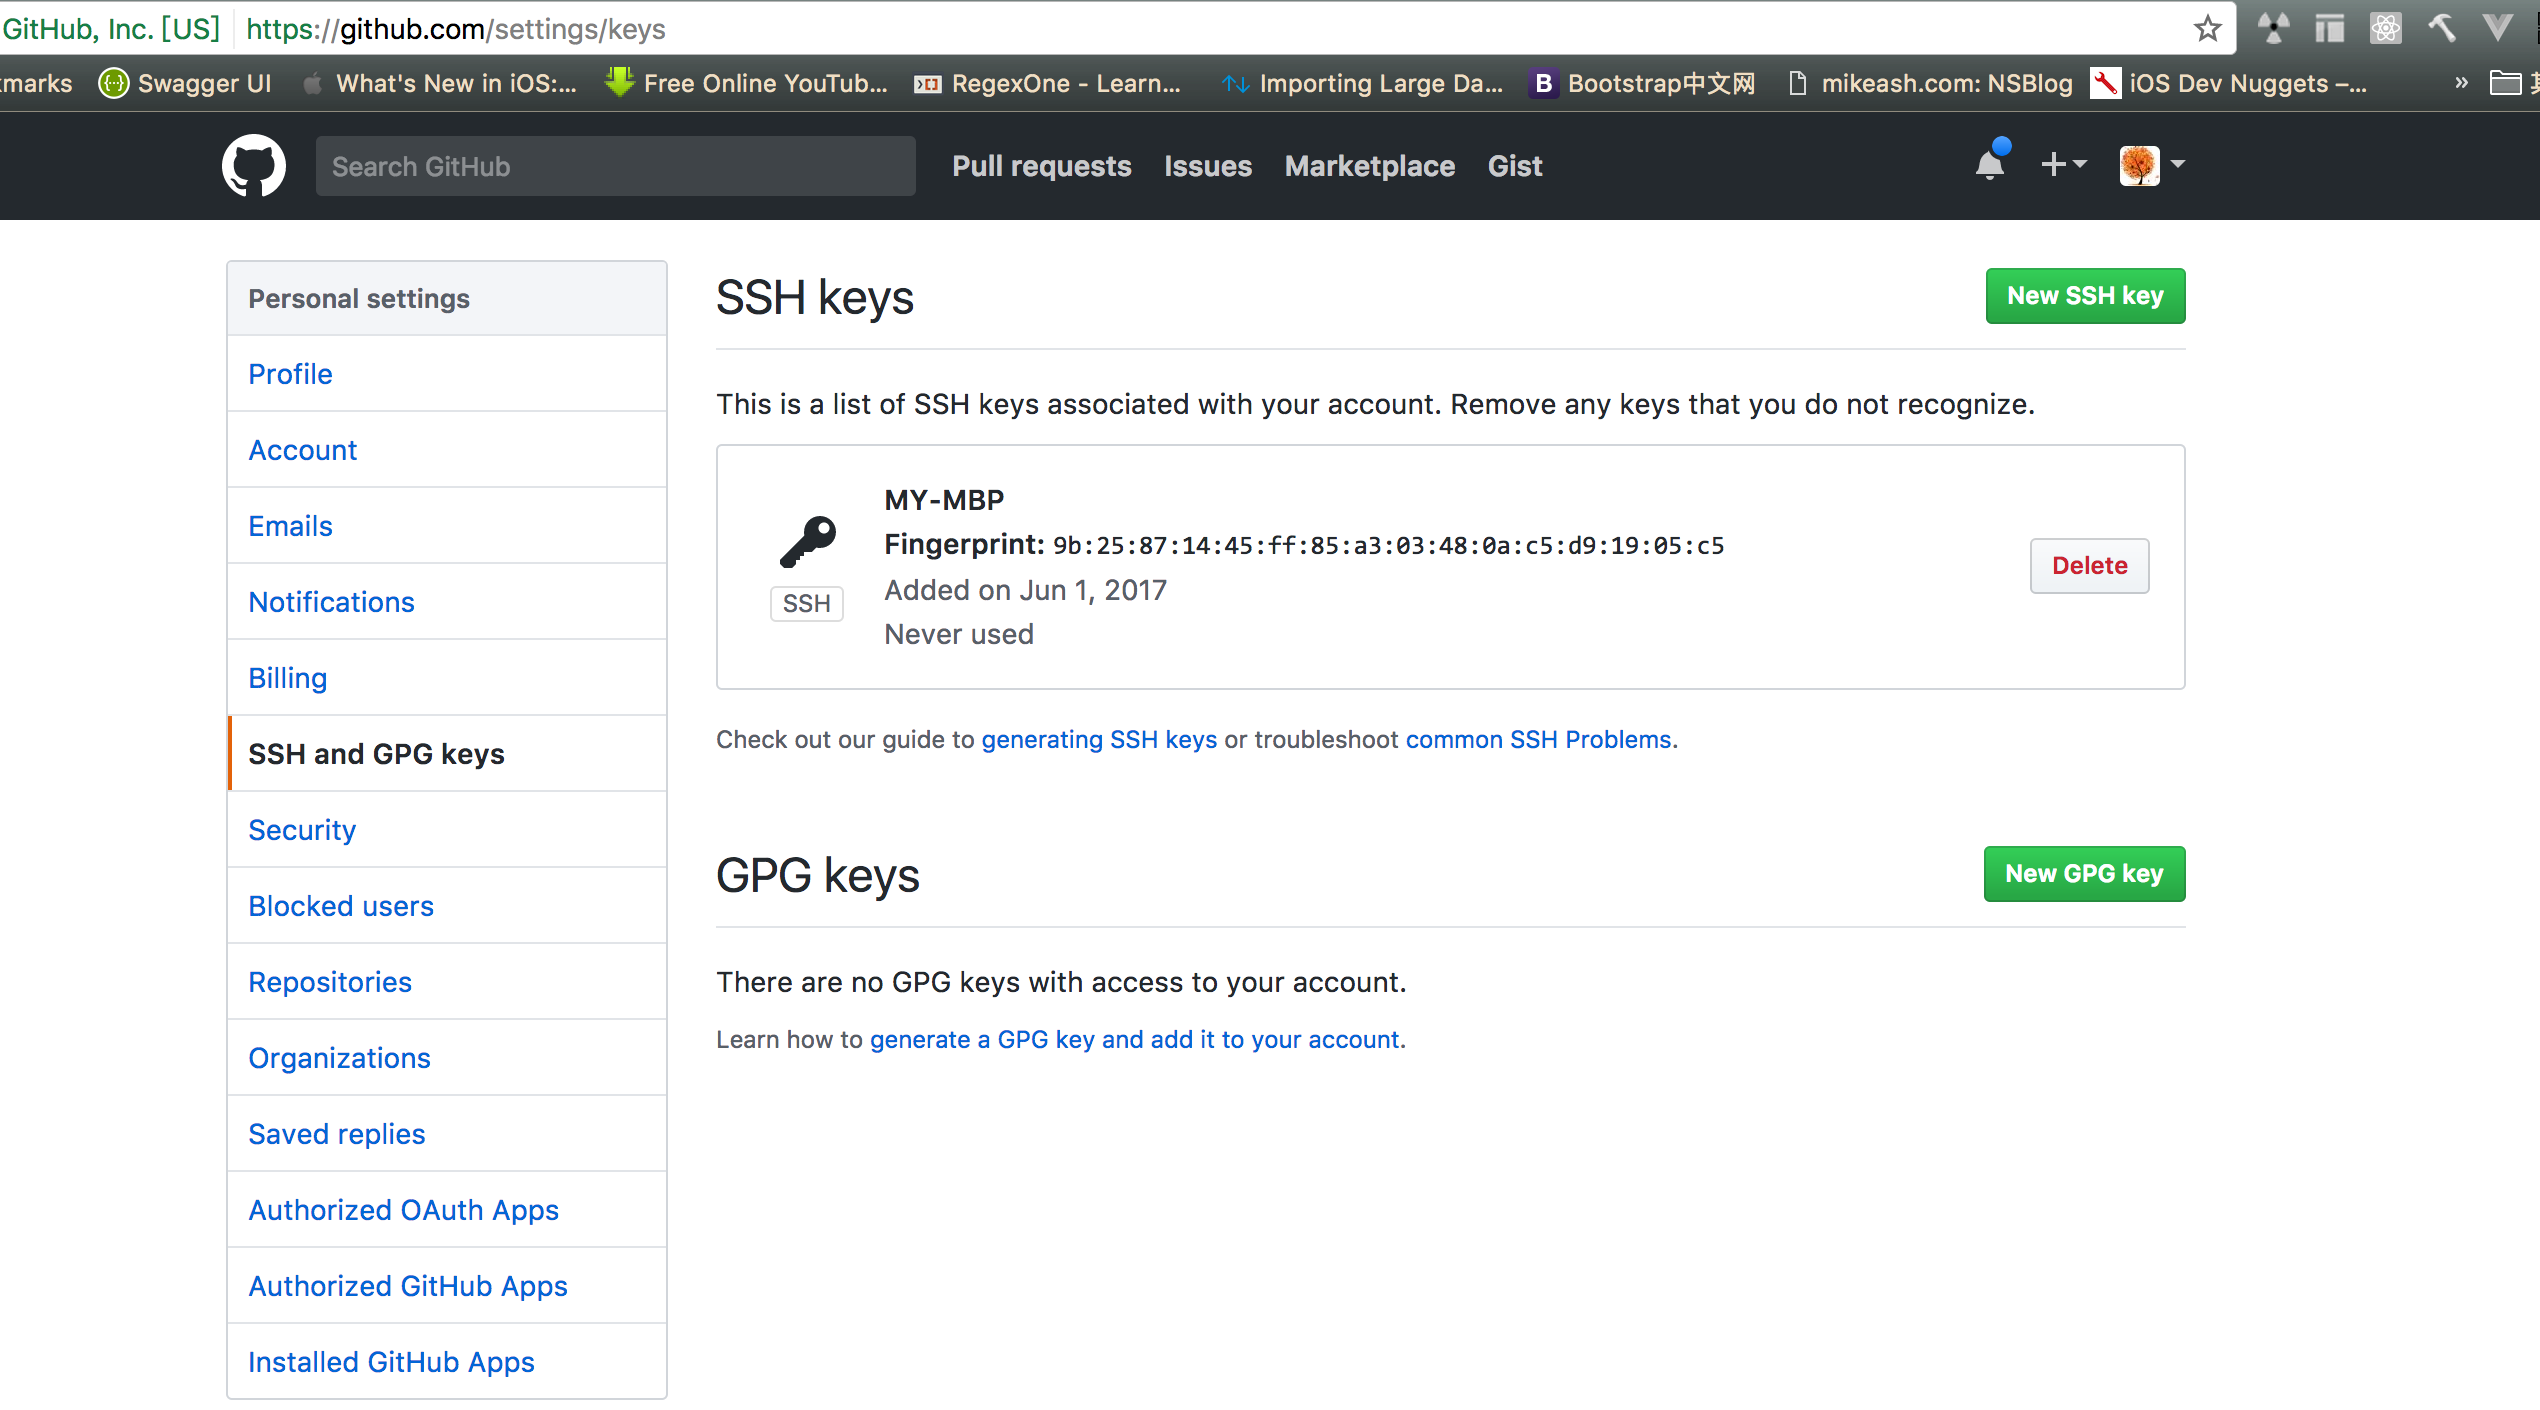 GitHub, Inc. [US] https://github.com/settings/keys
kmarks Swagger UI What's New in iOS:... Free Online YouTub... RegexOne - Learn... Importing Large Da... Bootstrap中文网 mikeash.com: NSBlog iOS Dev Nuggets –... »
Search GitHub Pull requests Issues Marketplace Gist
Personal settings
Profile
Account
Emails
Notifications
Billing
SSH and GPG keys
Security
Blocked users
Repositories
Organizations
Saved replies
Authorized OAuth Apps
Authorized GitHub Apps
Installed GitHub Apps
SSH keys
New SSH key
This is a list of SSH keys associated with your account. Remove any keys that you do not recognize.
SSH
MY-MBP
Fingerprint: 9b:25:87:14:45:ff:85:a3:03:48:0a:c5:d9:19:05:c5
Added on Jun 1, 2017
Never used
Delete
Check out our guide to generating SSH keys or troubleshoot common SSH Problems.
GPG keys
New GPG key
There are no GPG keys with access to your account.
Learn how to generate a GPG key and add it to your account.